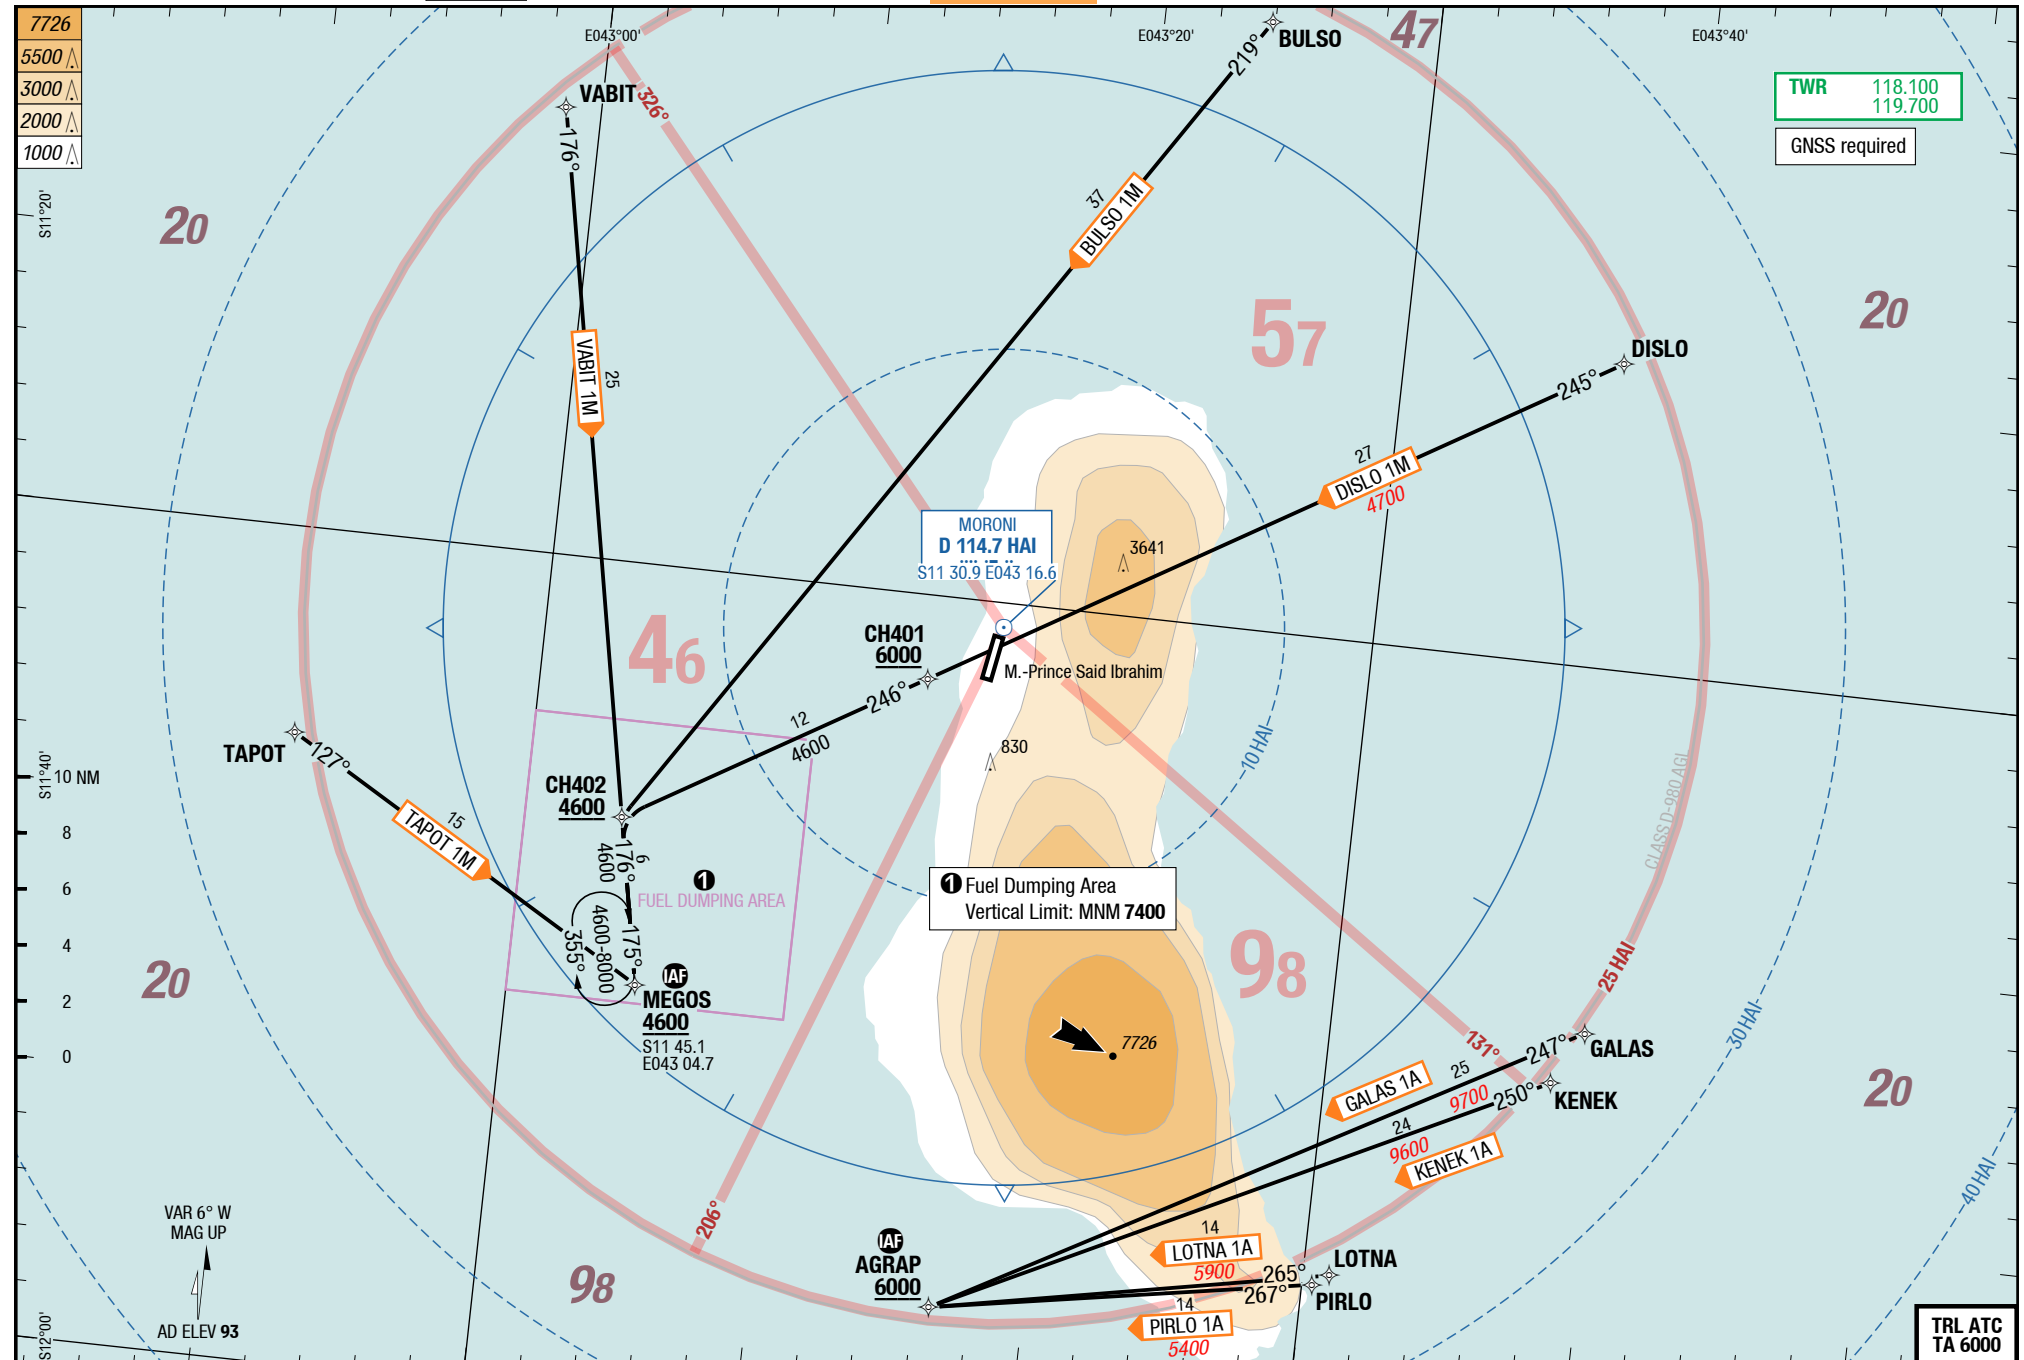 7726
5500
3000
2000
1000
E043°00'
E043°20'
E043°40'
47
BULSO
219°
TWR 118.100
119.700
GNSS required
VABIT
326°
176°
S11°20'
20
37
BULSO 1M
20
57
DISLO
245°
VABIT 1M
25
27
DISLO 1M
4700
MORONI
D 114.7 HAI
S11 30.9 E043 16.6
3641
CH401
6000
46
M.-Prince Said Ibrahim
246°
12
4600
TAPOT
127°
830
10 HAI
S11°40'
10 NM
8
6
4
2
0
CH402
4600
15
TAPOT 1M
CLASS D-980 AGL
176°
6
4600
1
FUEL DUMPING AREA
1 Fuel Dumping Area
Vertical Limit: MNM 7400
4600-8000
355°
175°
IAF
MEGOS
4600
S11 45.1
E043 04.7
20
98
25 HAI
30 HAI
7726
131°
247°
GALAS
25
GALAS 1A
9700
250°
KENEK
24
9600
KENEK 1A
20
40 HAI
206°
VAR 6° W
MAG UP
AD ELEV 93
98
IAF
AGRAP
6000
14
LOTNA 1A
5900
265°
LOTNA
267°
PIRLO
14
PIRLO 1A
5400
S12°00'
TRL ATC
TA 6000